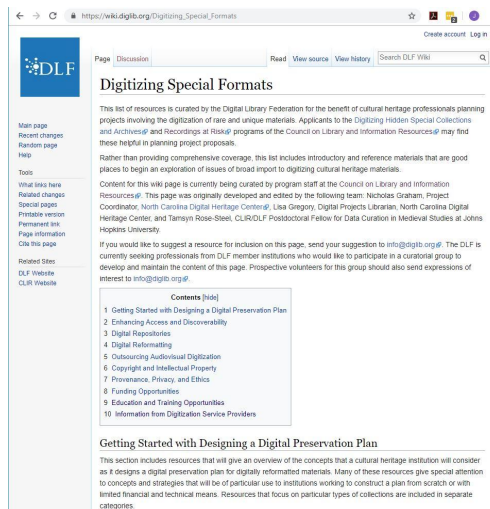 https://wiki.diglib.org/Digitizing_Special_Formats
Create account Log in
DLF
Page Discussion Read View source View history Search DLF Wiki
Digitizing Special Formats
This list of resources is curated by the Digital Library Federation for the benefit of cultural heritage professionals planning
projects involving the digitization of rare and unique materials. Applicants to the Digitizing Hidden Special Collections
and Archives and Recordings at Risk programs of the Council on Library and Information Resources may find
these helpful in planning project proposals.
Rather than providing comprehensive coverage, this list includes introductory and reference materials that are good
places to begin an exploration of issues of broad import to digitizing cultural heritage materials.
Content for this wiki page is currently being curated by program staff at the Council on Library and Information
Resources. This page was originally developed and edited by the following team: Nicholas Graham, Project
Coordinator, North Carolina Digital Heritage Center, Lisa Gregory, Digital Projects Librarian, North Carolina Digital
Heritage Center, and Tamsyn Rose-Steel, CLIR/DLF Postdoctoral Fellow for Data Curation in Medieval Studies at Johns
Hopkins University.
If you would like to suggest a resource for inclusion on this page, send your suggestion to info@diglib.org. The DLF is
currently seeking professionals from DLF member institutions who would like to participate in a curatorial group to
develop and maintain the content of this page. Prospective volunteers for this group should also send expressions of
interest to info@diglib.org.
Main page
Recent changes
Random page
Help
Tools
What links here
Related changes
Special pages
Printable version
Permanent link
Page information
Cite this page
Related Sites
DLF Website
CLIR Website
Contents [hide]
1 Getting Started with Designing a Digital Preservation Plan
2 Enhancing Access and Discoverability
3 Digital Repositories
4 Digital Reformatting
5 Outsourcing Audiovisual Digitization
6 Copyright and Intellectual Property
7 Provenance, Privacy, and Ethics
8 Funding Opportunities
9 Education and Training Opportunities
10 Information from Digitization Service Providers
Getting Started with Designing a Digital Preservation Plan
This section includes resources that will give an overview of the concepts that a cultural heritage institution will consider
as it designs a digital preservation plan for digitally reformatted materials. Many of these resources give special attention
to concepts and strategies that will be of particular use to institutions working to construct a plan from scratch or with
limited financial and technical means. Resources that focus on particular types of collections are included in separate
categories.